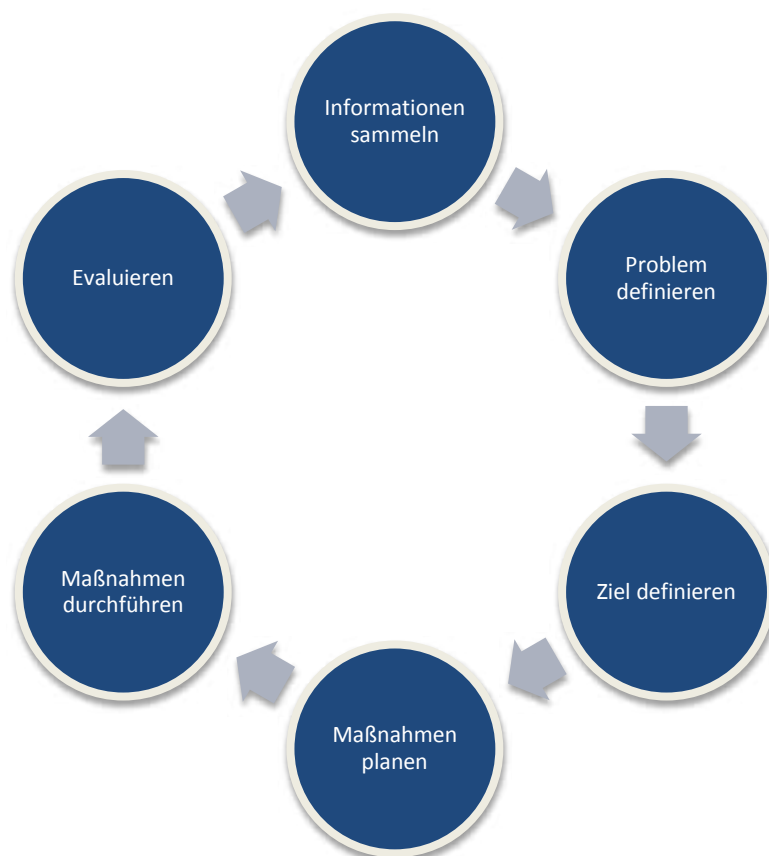 Informationen
sammeln
Problem
definieren
Ziel definieren
Maßnahmen
planen
Maßnahmen
durchführen
Evaluieren